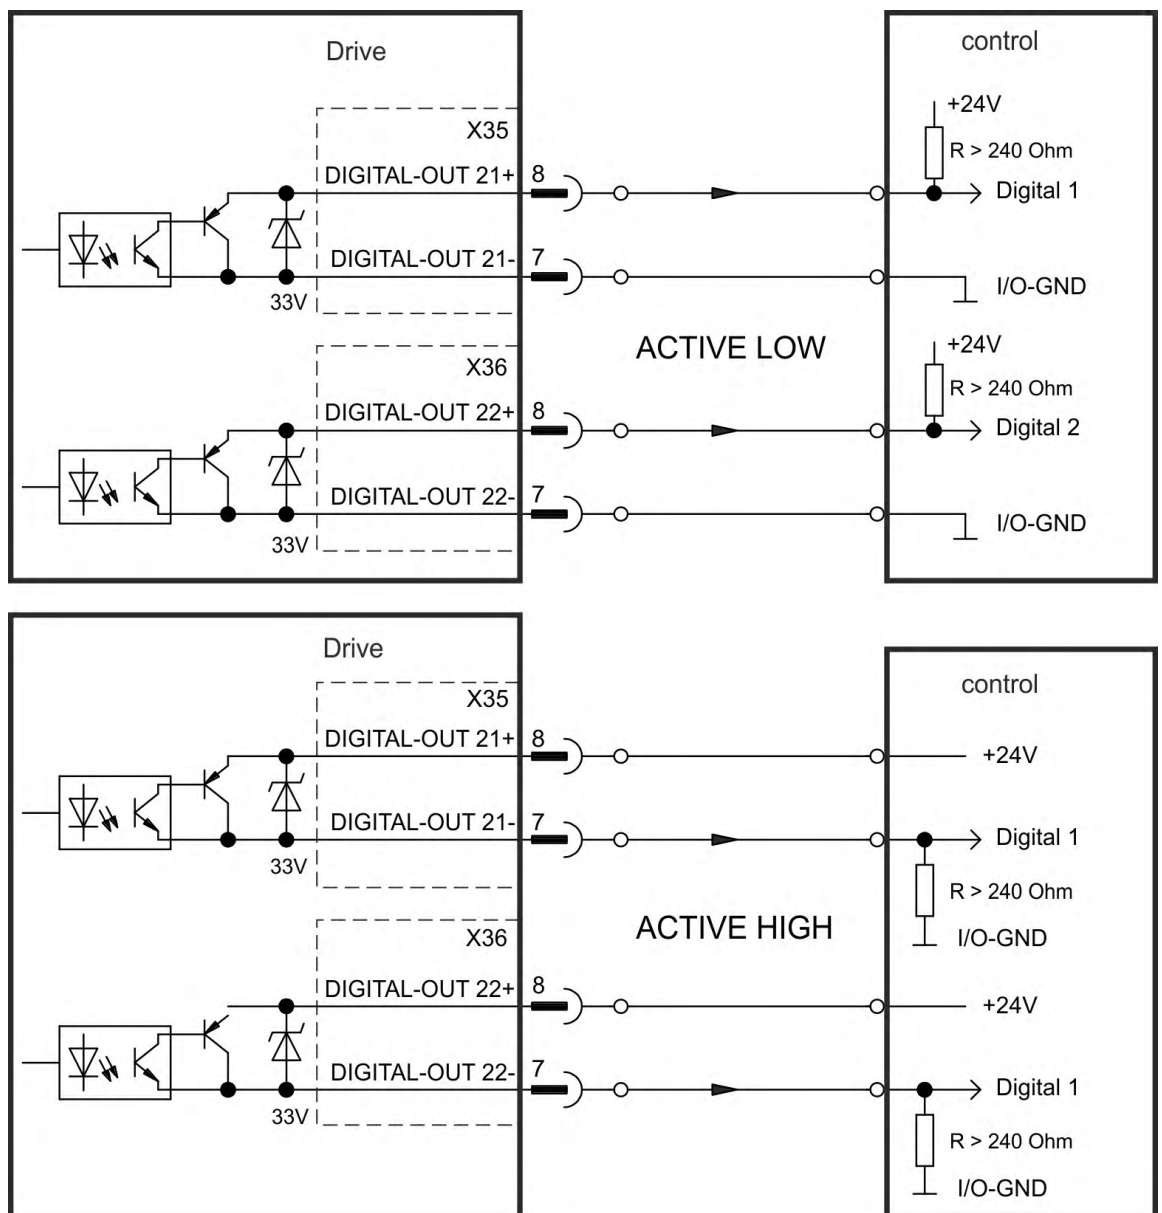 Drive
control
+24V
X35
R > 240 Ohm
DIGITAL-OUT 21+ 8
Digital 1
DIGITAL-OUT 21- 7
I/O-GND
33V
ACTIVE LOW
+24V
X36
R > 240 Ohm
DIGITAL-OUT 22+ 8
Digital 2
DIGITAL-OUT 22- 7
I/O-GND
33V
Drive
control
X35
DIGITAL-OUT 21+ 8
+24V
DIGITAL-OUT 21- 7
Digital 1
33V
R > 240 Ohm
ACTIVE HIGH
X36
I/O-GND
DIGITAL-OUT 22+ 8
+24V
DIGITAL-OUT 22- 7
Digital 1
33V
R > 240 Ohm
I/O-GND